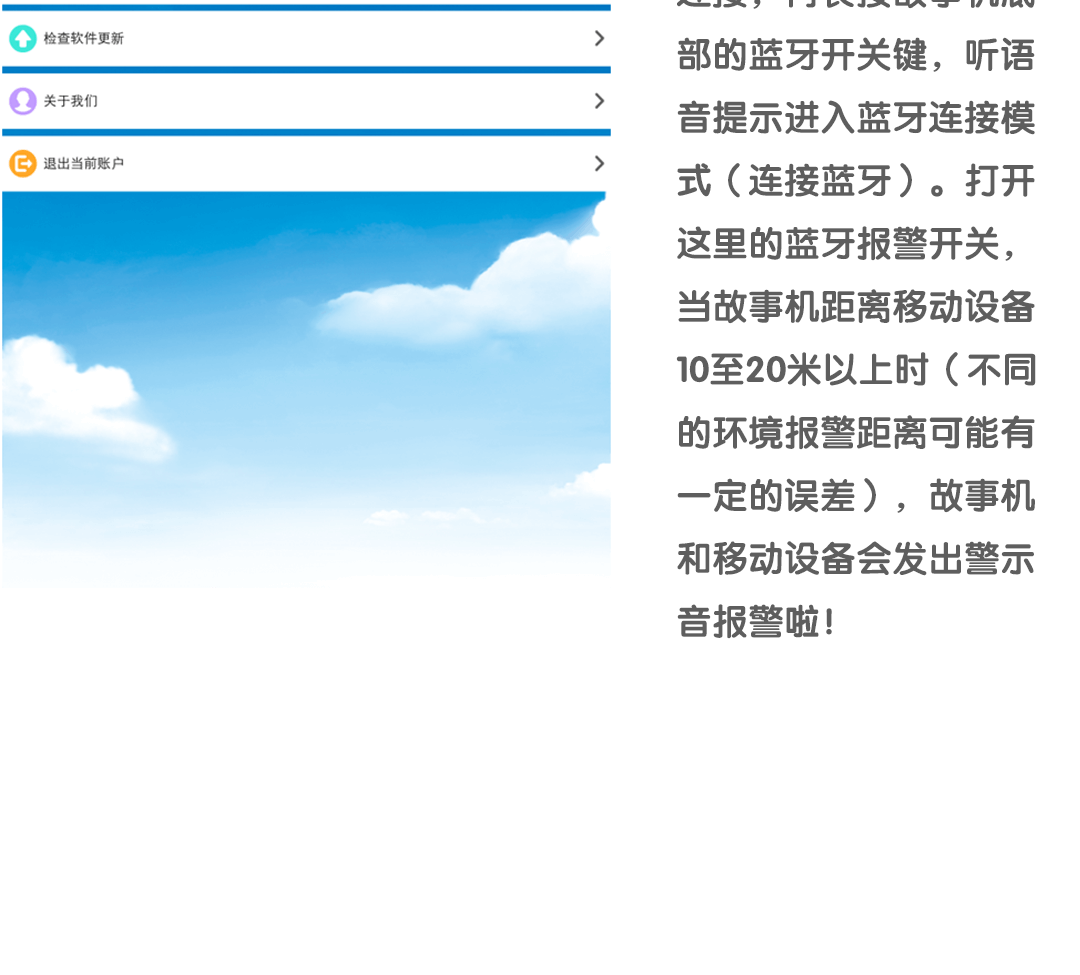 检查软件更新
关于我们
退出当前账户
部的蓝牙开关键，听语
音提示进入蓝牙连接模
式（连接蓝牙）。打开
这里的蓝牙报警开关，
当故事机距离移动设备
10至20米以上时（不同
的环境报警距离可能有
一定的误差），故事机
和移动设备会发出警示
音报警啦！